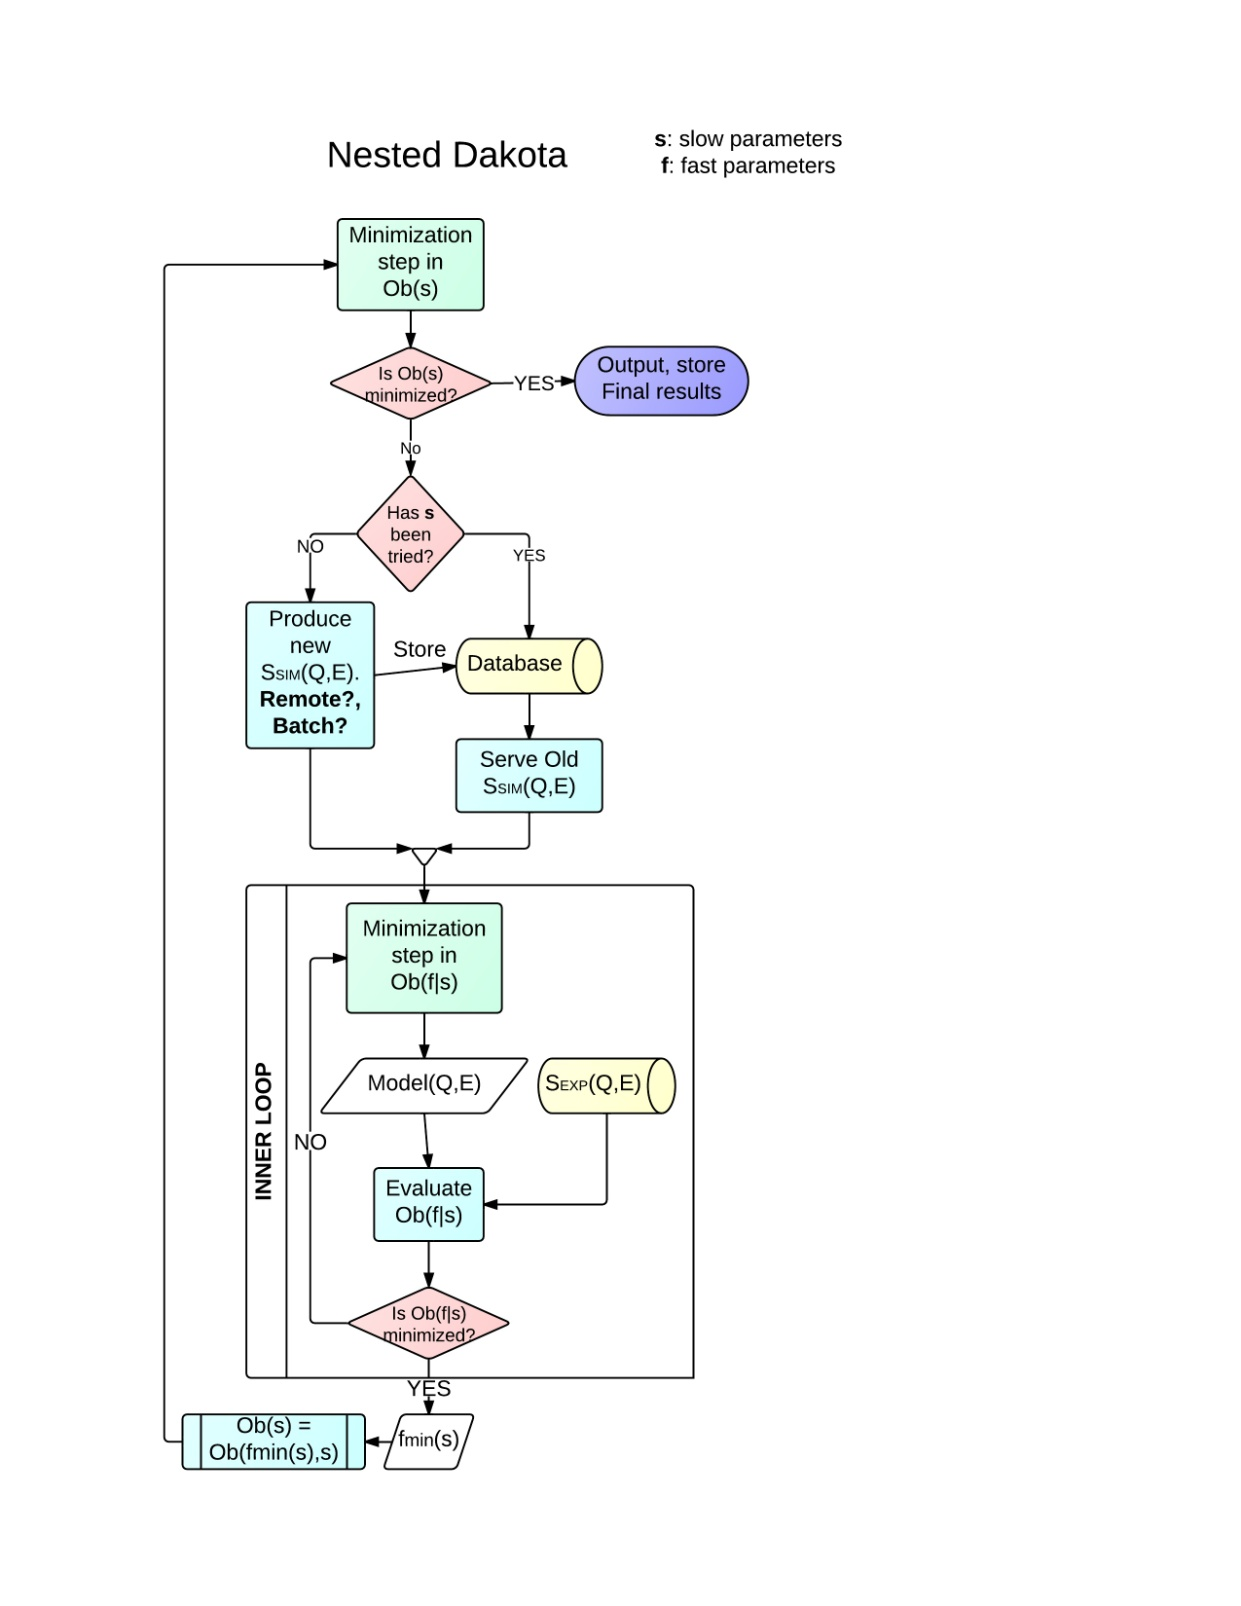 Nested Dakota
s: slow parameters
f: fast parameters
Minimization
step in
Ob(s)
Is Ob(s)
minimized?
YES
Output, store
Final results
No
Has s
been
tried?
NO
YES
Produce
new
SSIM(Q,E).
Remote?,
Batch?
Store
Database
Serve Old
SSIM(Q,E)
INNER LOOP
Minimization
step in
Ob(f|s)
Model(Q,E)
SEXP(Q,E)
NO
Evaluate
Ob(f|s)
Is Ob(f|s)
minimized?
YES
fmin(s)
Ob(s) =
Ob(fmin(s),s)